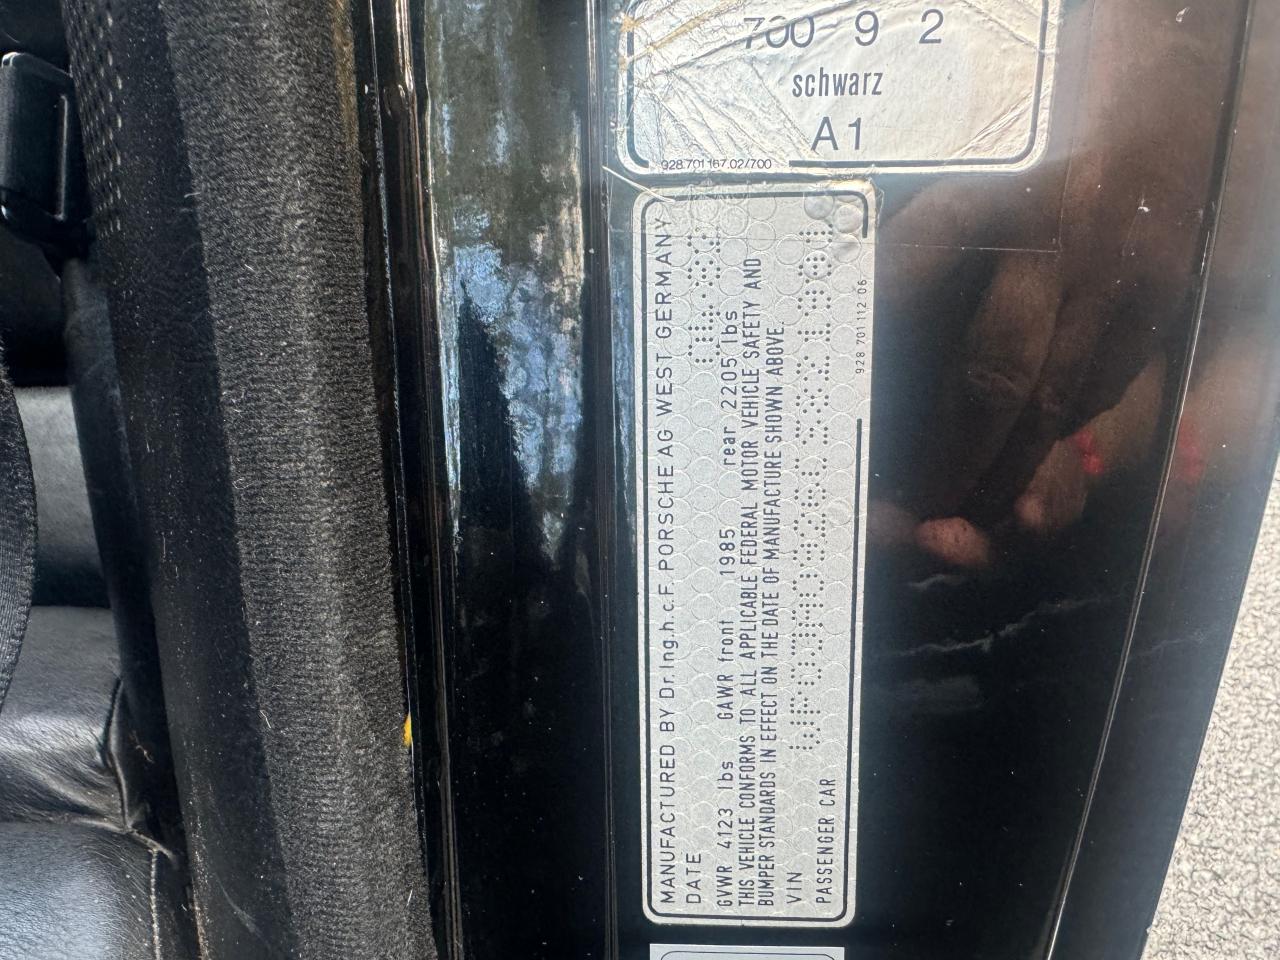 700-9 2
schwarz
A1
928.701.167.02/700
MANUFACTURED BY Dr.Ing.h.c.F. PORSCHE AG WEST GERMANY
DATE
GVWR 4123 lbs GAWR front 1985 rear 2205 lbs
THIS VEHICLE CONFORMS TO ALL APPLICABLE FEDERAL MOTOR VEHICLE SAFETY AND
BUMPER STANDARDS IN EFFECT ON THE DATE OF MANUFACTURE SHOWN ABOVE.
VIN
PASSENGER CAR
928 701 112 06